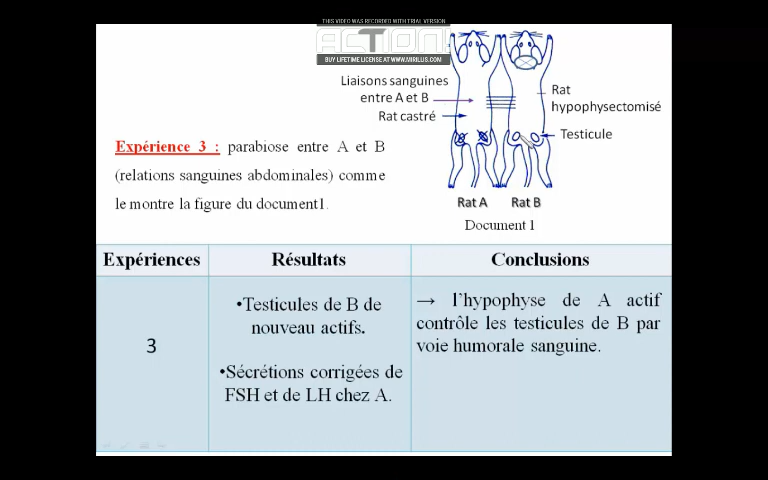 THIS VIDEO WAS RECORDED WITH TRIAL VERSION
ACTION!
BUY LIFETIME LICENSE AT WWW.MIRILLIS.COM
Liaisons sanguines
entre A et B
Rat castré
Rat
hypophysectomisé
Testicule
Rat A
Rat B
Document 1
Expérience 3 : parabiose entre A et B
(relations sanguines abdominales) comme
le montre la figure du document1.
Expériences
Résultats
Conclusions
3
•Testicules de B de
nouveau actifs.
•Sécrétions corrigées de
FSH et de LH chez A.
→ l’hypophyse de A actif
contrôle les testicules de B par
voie humorale sanguine.